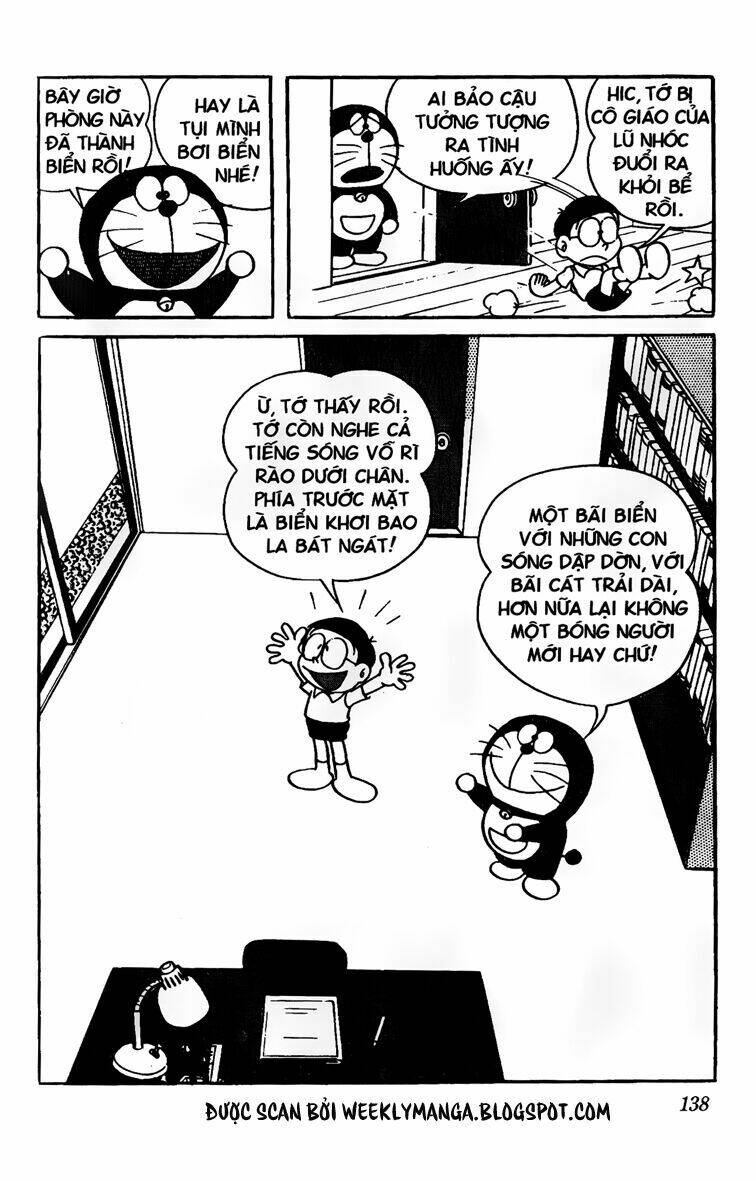 HIC, TỚ BỊ
CÔ GIÁO CỦA
LŨ NHÓC
ĐUỔI RA
KHỎI BỂ
RỒI.
AI BẢO CẬU
TƯỞNG TƯỢNG
RA TÌNH
HUỐNG ẤY!
HAY LÀ
TỤI MÌNH
BƠI BIỂN
NHÉ!
BÂY GIỜ
PHÒNG NÀY
ĐÃ THÀNH
BIỂN RỒI!
MỘT BÃI BIỂN
VỚI NHỮNG CON
SÓNG DẬP DỜN, VỚI
BÃI CÁT TRẢI DÀI,
HƠN NỮA LẠI KHÔNG
MỘT BÓNG NGƯỜI
MỚI HAY CHỨ!
Ừ, TỚ THẤY RỒI.
TỚ CÒN NGHE CẢ
TIẾNG SÓNG VỖ RÌ
RÀO DƯỚI CHÂN.
PHÍA TRƯỚC MẶT
LÀ BIỂN KHƠI BAO
LA BÁT NGÁT!
ĐƯỢC SCAN BỞI WEEKLYMANGA.BLOGSPOT.COM
138